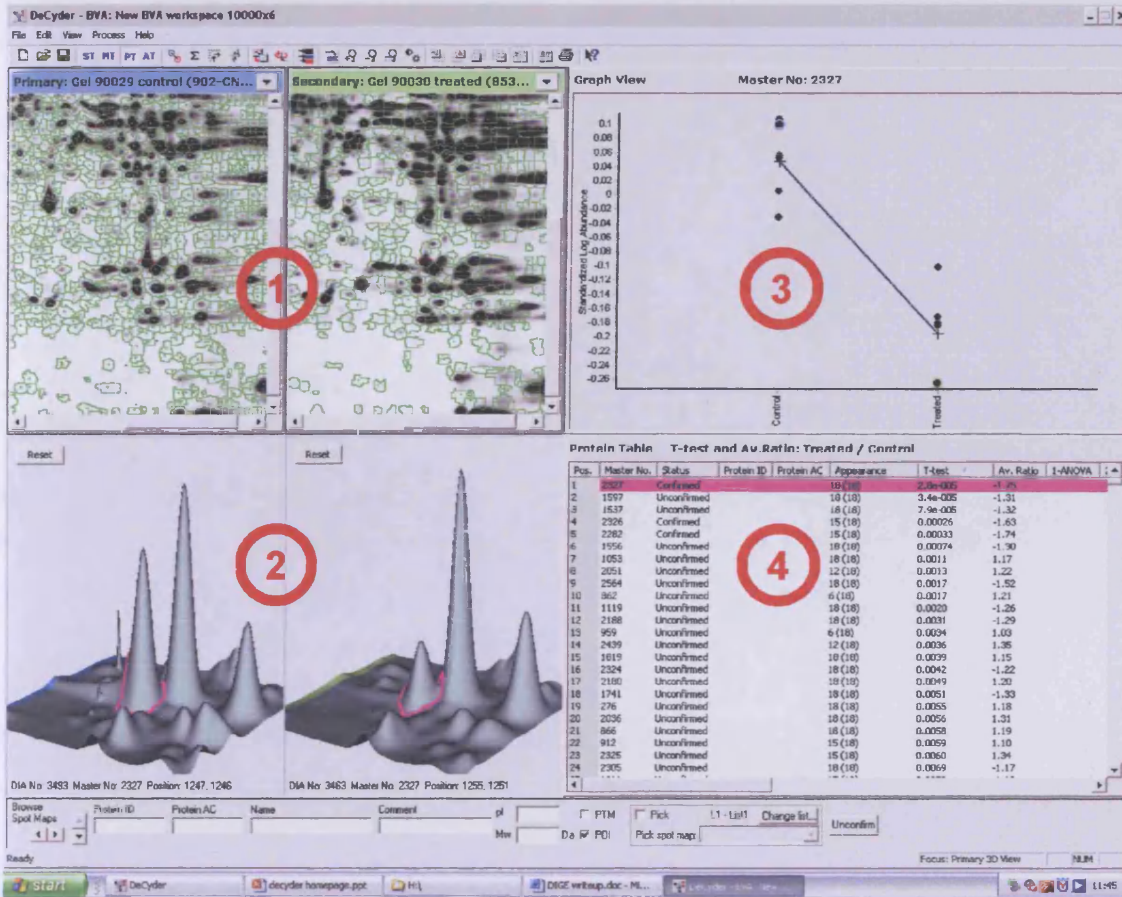 DeCyder - BVA: New BVA workspace 10000x6
File Edit View Process Help
ST MT PT AT Σ
Primary: Gel 90029 control (902-CN...
Secondary: Gel 90030 treated (853...
1
Graph View Master No: 2327
Standardized Log Abundance
0.1
0.08
0.06
0.04
0.02
0
-0.02
-0.04
-0.06
-0.08
-0.1
-0.12
-0.14
-0.16
-0.18
-0.2
-0.22
-0.24
-0.26
Control
Treated
3
Reset
Reset
2
DIA No: 3493 Master No: 2327 Position: 1247, 1246
DIA No: 3463 Master No: 2327 Position: 1255, 1251
Protein Table T-test and Av.Ratio: Treated / Control
Pos. Master No. Status Protein ID Protein AC Appearance T-test Av. Ratio 1-ANOVA
1 2327 Confirmed 18 (18) 2.8e-005
2 1597 Unconfirmed 18 (18) 3.4e-005 -1.31
3 1537 Unconfirmed 18 (18) 7.9e-005 -1.32
4 2326 Confirmed 15 (18) 0.00026 -1.63
5 2282 Confirmed 15 (18) 0.00033 -1.74
6 1556 Unconfirmed 18 (18) 0.00074 -1.30
7 1053 Unconfirmed 18 (18) 0.0011 1.17
8 2051 Unconfirmed 12 (18) 0.0013 1.22
9 2564 Unconfirmed 18 (18) 0.0017 -1.52
10 862 Unconfirmed 6 (18) 0.0017 1.21
11 1119 Unconfirmed 18 (18) 0.0020 -1.26
12 2188 Unconfirmed 18 (18) 0.0031 -1.29
13 959 Unconfirmed 6 (18) 0.0034 1.03
14 2439 Unconfirmed 12 (18) 0.0036 1.35
15 1619 Unconfirmed 18 (18) 0.0039 1.15
16 2324 Unconfirmed 18 (18) 0.0042 -1.22
17 2180 Unconfirmed 18 (18) 0.0049 1.20
18 1741 Unconfirmed 18 (18) 0.0051 -1.33
19 276 Unconfirmed 18 (18) 0.0055 1.18
20 2036 Unconfirmed 18 (18) 0.0056 1.31
21 866 Unconfirmed 18 (18) 0.0058 1.19
22 912 Unconfirmed 15 (18) 0.0059 1.10
23 2325 Unconfirmed 15 (18) 0.0060 1.34
24 2305 Unconfirmed 18 (18) 0.0069 -1.17
4
Browse
Spot Maps
Protein ID Protein AC Name Comment pI
Mw Da
PTM
POI
Pick L1 - List1 Change list...
Pick spot map:
Unconfirm
Ready Focus: Primary 3D View NUM
start DeCyder decyder homepage.ppt H:\ DIGE writeup.doc - Mi... 11:45